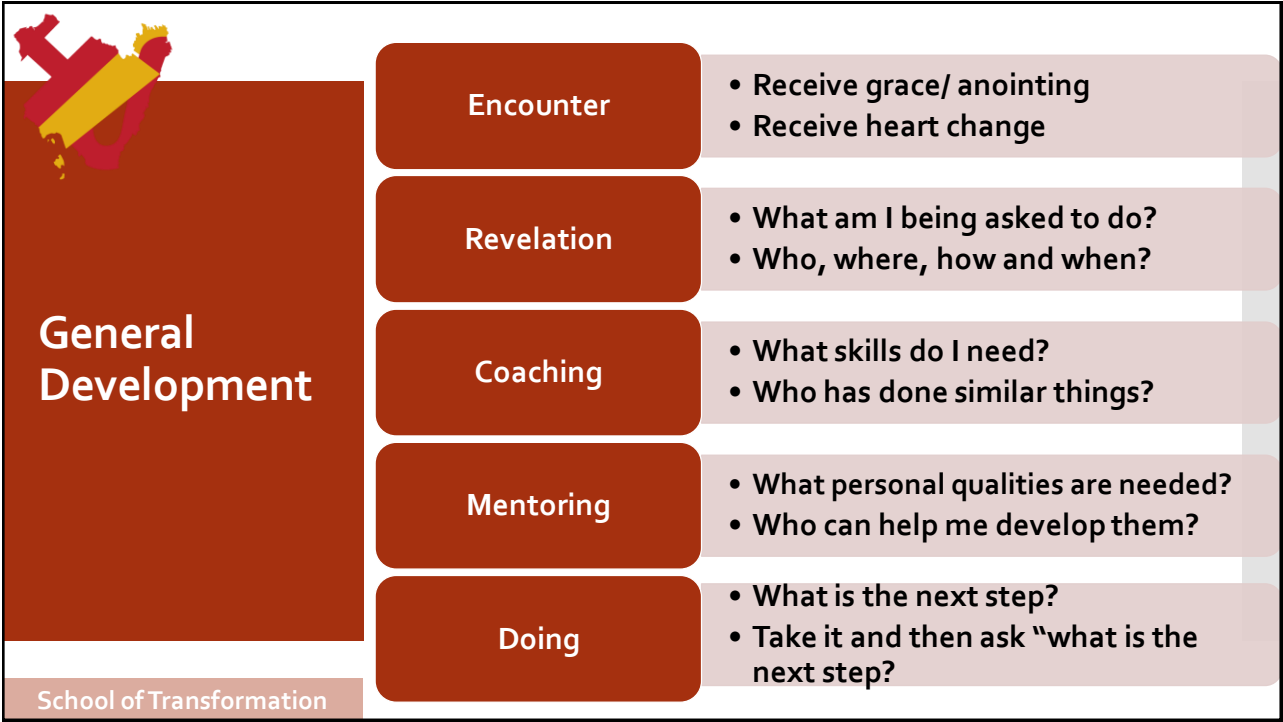 General
Development
School of Transformation
Encounter
• Receive grace/ anointing
• Receive heart change
Revelation
• What am I being asked to do?
• Who, where, how and when?
Coaching
• What skills do I need?
• Who has done similar things?
Mentoring
• What personal qualities are needed?
• Who can help me develop them?
Doing
• What is the next step?
• Take it and then ask “what is the
next step?